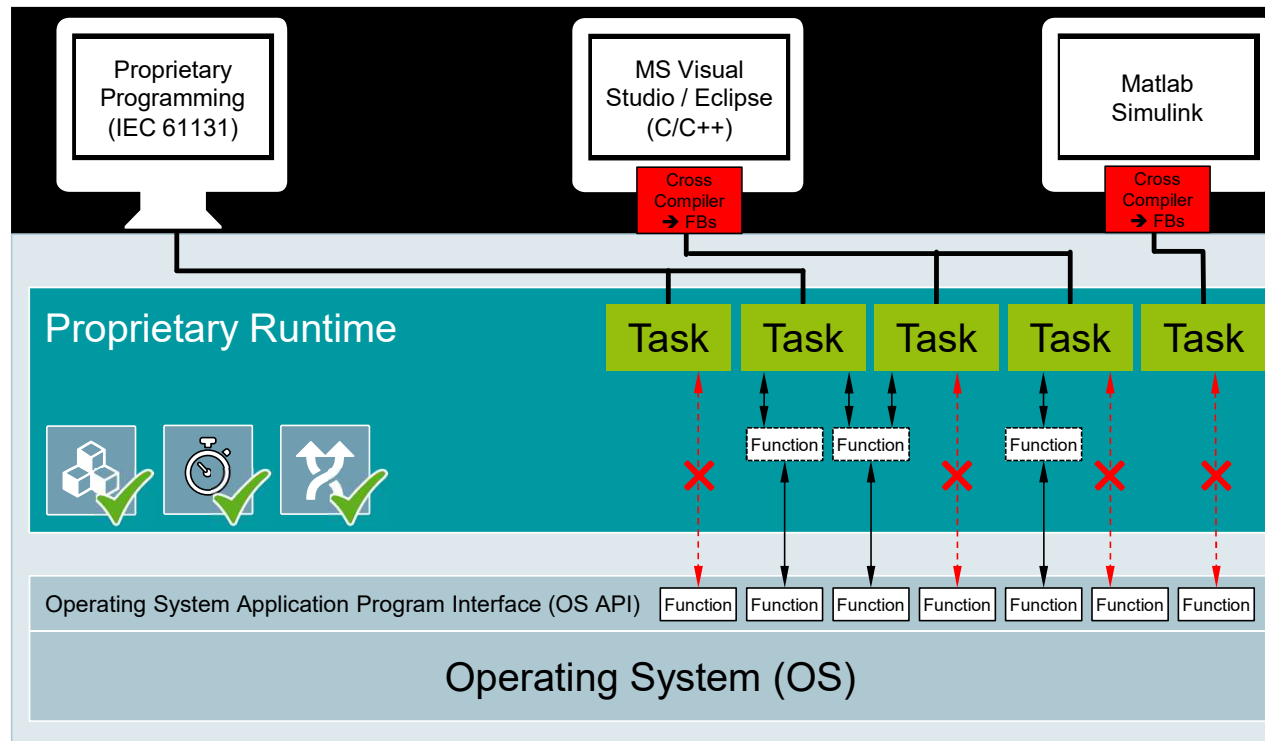 Proprietary
Programming
(IEC 61131)
MS Visual
Studio / Eclipse
(C/C++)
Matlab
Simulink
Cross
Compiler
➔ FBs
Cross
Compiler
➔ FBs
Proprietary Runtime
Task
Task
Task
Task
Task
Function
Function
Function
Operating System Application Program Interface (OS API)
Function
Function
Function
Function
Function
Function
Function
Operating System (OS)